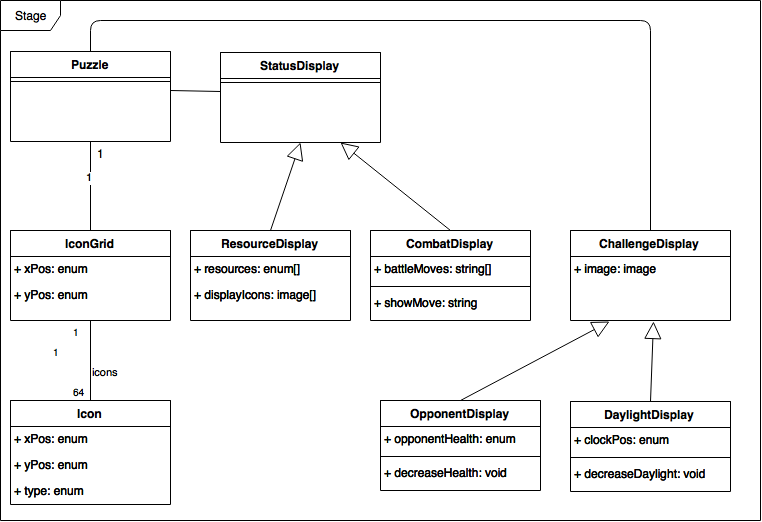 Stage
Puzzle
StatusDisplay
1
1
IconGrid
+ xPos: enum
+ yPos: enum
ResourceDisplay
+ resources: enum[]
+ displayIcons: image[]
CombatDisplay
+ battleMoves: string[]
+ showMove: string
ChallengeDisplay
+ image: image
1
1
icons
64
Icon
+ xPos: enum
+ yPos: enum
+ type: enum
OpponentDisplay
+ opponentHealth: enum
+ decreaseHealth: void
DaylightDisplay
+ clockPos: enum
+ decreaseDaylight: void